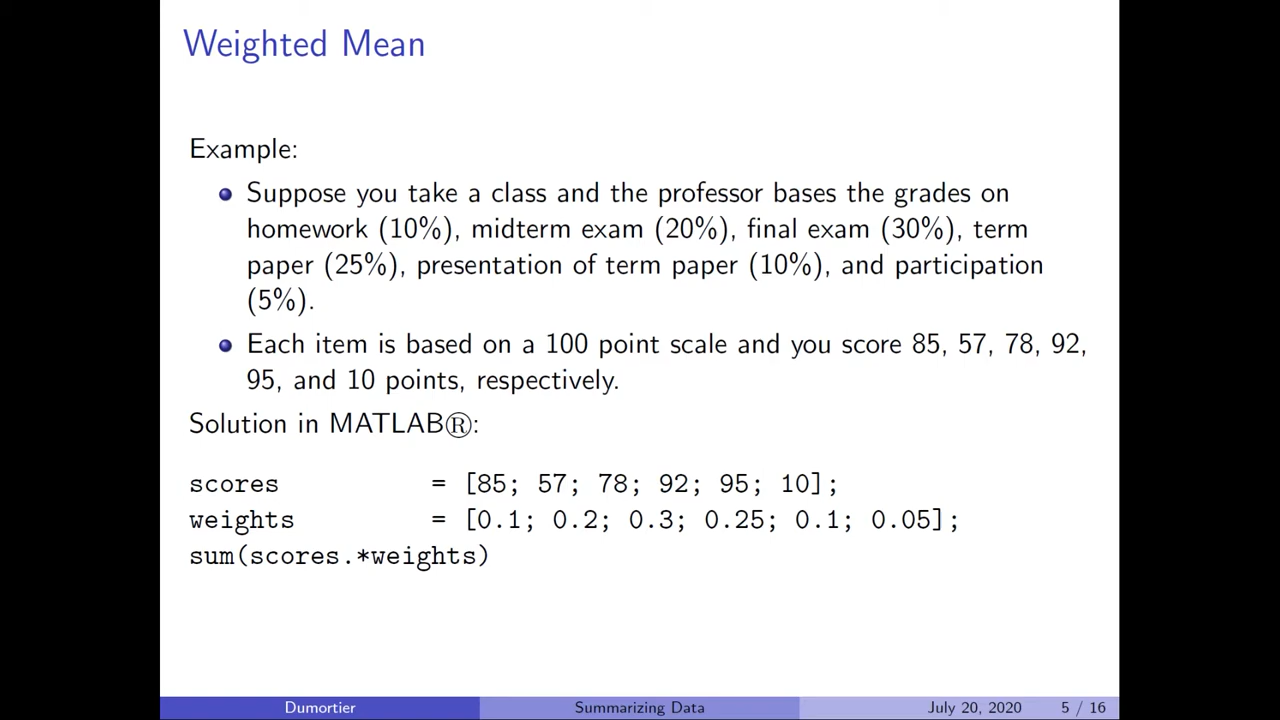 Weighted Mean
Example:
Suppose you take a class and the professor bases the grades on
homework (10%), midterm exam (20%), final exam (30%), term
paper (25%), presentation of term paper (10%), and participation
(5%).
Each item is based on a 100 point scale and you score 85, 57, 78, 92,
95, and 10 points, respectively.
Solution in MATLAB®:
scores = [85; 57; 78; 92; 95; 10];
weights = [0.1; 0.2; 0.3; 0.25; 0.1; 0.05];
sum(scores.*weights)
Dumortier Summarizing Data July 20, 2020 5 / 16